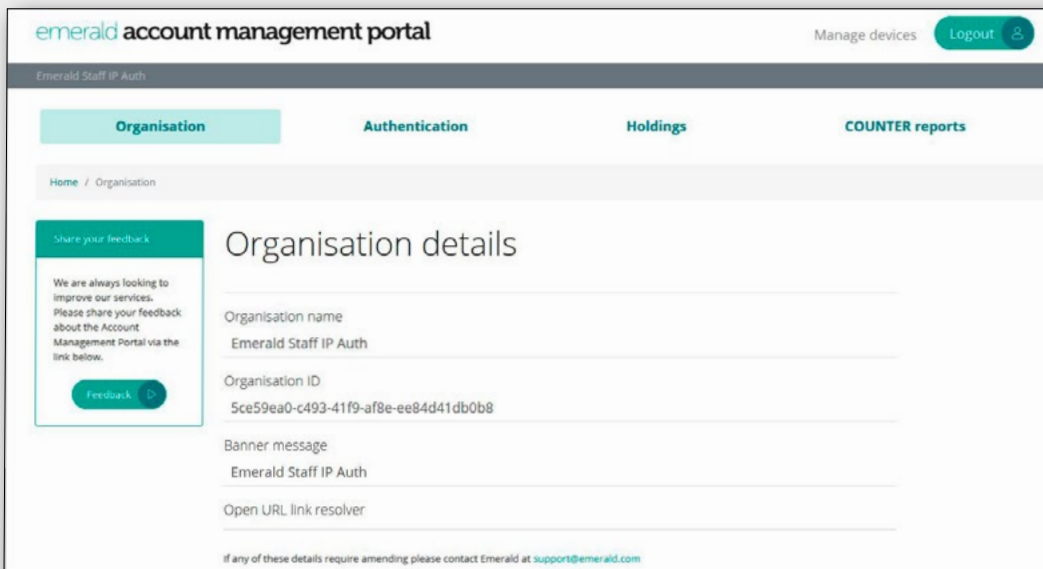 emerald account management portal
Manage devices
Logout
Emerald Staff IP Auth
Organisation
Authentication
Holdings
COUNTER reports
Home / Organisation
Share your feedback
We are always looking to
improve our services.
Please share your feedback
about the Account
Management Portal via the
link below.
Feedback
Organisation details
Organisation name
Emerald Staff IP Auth
Organisation ID
5ce59ea0-c493-41f9-af8e-ee84d41db0b8
Banner message
Emerald Staff IP Auth
Open URL link resolver
If any of these details require amending please contact Emerald at support@emerald.com